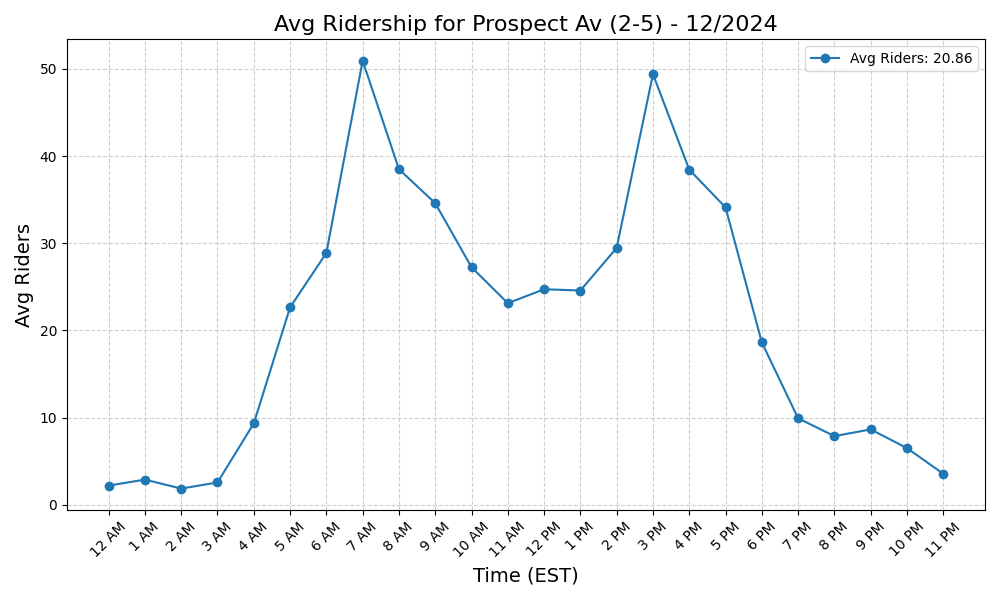 Avg Ridership for Prospect Av (2-5) - 12/2024
Avg Riders: 20.86
Avg Riders
50
40
30
20
10
0
12 AM
1 AM
2 AM
3 AM
4 AM
5 AM
6 AM
7 AM
8 AM
9 AM
10 AM
11 AM
12 PM
1 PM
2 PM
3 PM
4 PM
5 PM
6 PM
7 PM
8 PM
9 PM
10 PM
11 PM
Time (EST)